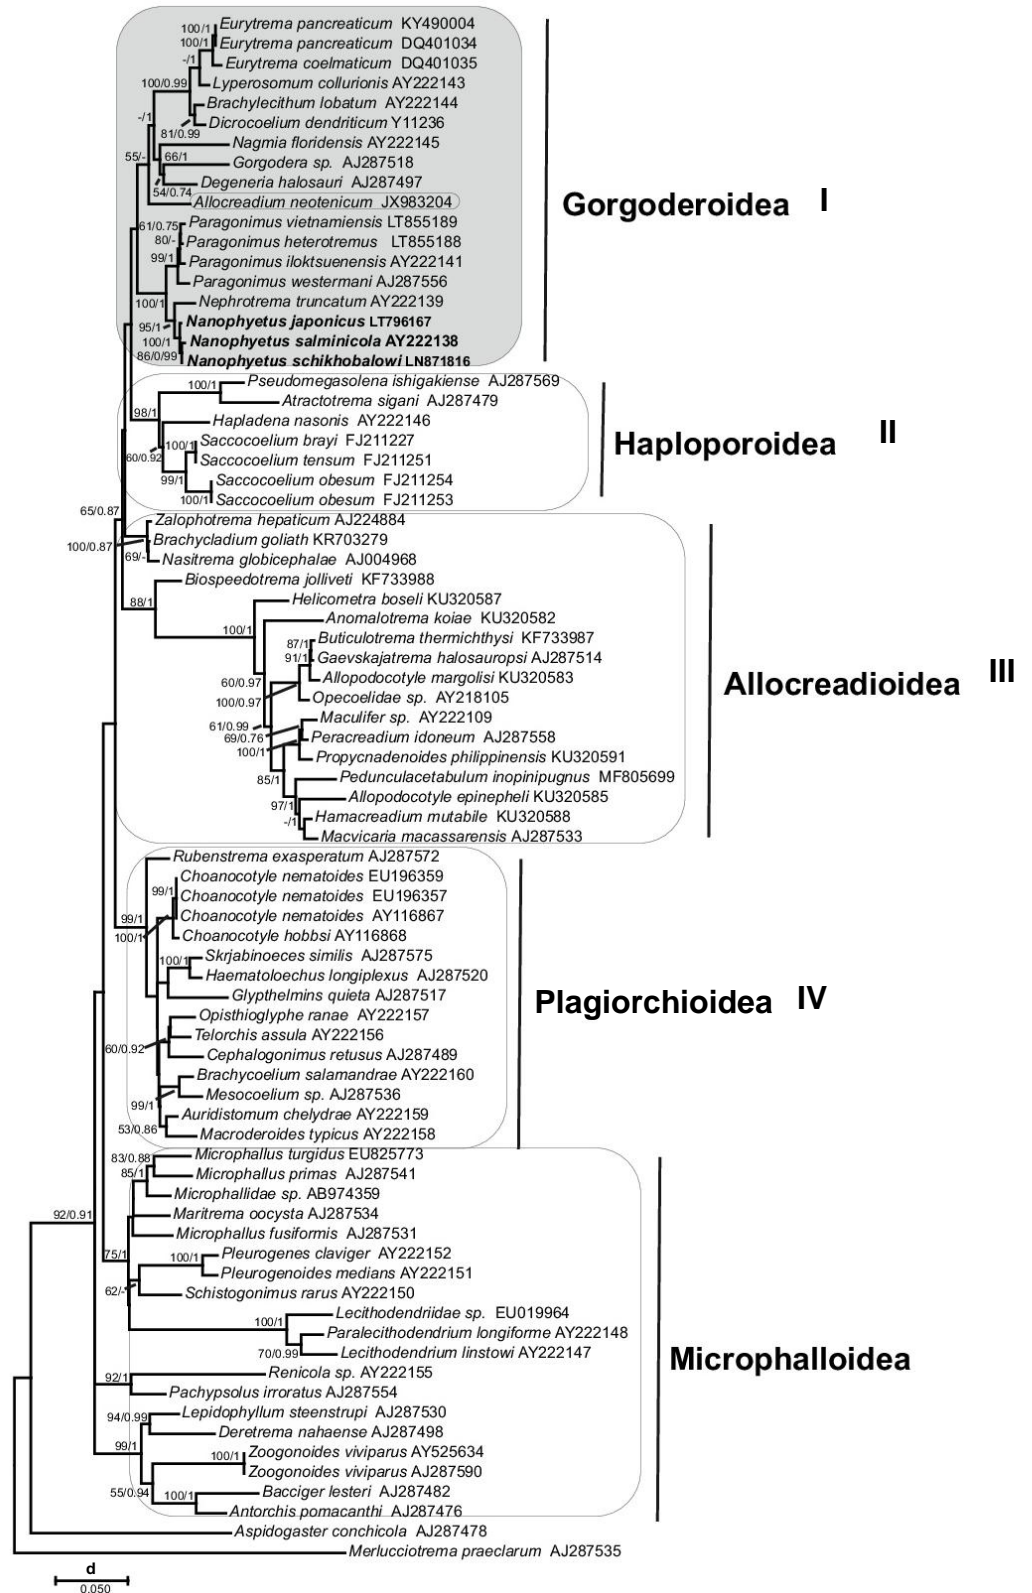 Eurytrema pancreaticum KY490004
100/1
Eurytrema pancreaticum DQ401034
100/1
Eurytrema coelmaticum DQ401035
-/1
Lyperosomum collurionis AY222143
100/0.99
Brachylecithum lobatum AY222144
Dicrocoelium dendriticum Y11236
-/1
81/0.99
Nagmia floridensis AY222145
55/-
66/1
Gorgodera sp. AJ287518
Degeneria halosauri AJ287497
54/0.74
Allocreadium neotenicum JX983204
Gorgoderoidea I
61/0.75
Paragonimus vietnamiensis LT855189
80/-
Paragonimus heterotremus LT855188
99/1
Paragonimus iloktsuenensis AY222141
Paragonimus westermani AJ287556
100/1
Nephrotrema truncatum AY222139
95/1
Nanophyetus japonicus LT796167
100/1
Nanophyetus salminicola AY222138
86/0/99
Nanophyetus schikhobalowi LN871816
100/1
Pseudomegasolena ishigakiense AJ287569
Atractotrema sigani AJ287479
98/1
Hapladena nasonis AY222146
100/1
Saccocoelium brayi FJ211227
Haploporoidea II
60/0.92
Saccocoelium tensum FJ211251
99/1
Saccocoelium obesum FJ211254
100/1
Saccocoelium obesum FJ211253
65/0.87
Zalophotrema hepaticum AJ224884
100/0.87
Brachycladium goliath KR703279
69/-
Nasitrema globicephalae AJ004968
Biospeedotrema jolliveti KF733988
88/1
Helicometra boseli KU320587
Anomalotrema koiae KU320582
100/1
87/1
Buticulotrema thermichthysi KF733987
91/1
Gaevskajatrema halosauropsi AJ287514
60/0.97
Allopodocotyle margolisi KU320583
Allocreadioidea III
100/0.97
Opecoelidae sp. AY218105
61/0.99
Maculifer sp. AY222109
69/0.76
Peracreadium idoneum AJ287558
100/1
Propycnadenoides philippinensis KU320591
85/1
Pedunculacetabulum inopinipugnus MF805699
97/1
Allopodocotyle epinepheli KU320585
-/1
Hamacreadium mutabile KU320588
Macvicaria macassarensis AJ287533
Rubenstrema exasperatum AJ287572
Choanocotyle nematoides EU196359
99/1
Choanocotyle nematoides EU196357
99/1
Choanocotyle nematoides AY116867
100/1
Choanocotyle hobbsi AY116868
100/1
Skrjabinoeces similis AJ287575
Haematoloechus longiplexus AJ287520
Glypthelmins quieta AJ287517
Plagiorchioidea IV
Opisthioglyphe ranae AY222157
Telorchis assula AY222156
60/0.92
Cephalogonimus retusus AJ287489
Brachycoelium salamandrae AY222160
99/1
Mesocoelium sp. AJ287536
Auridistomum chelydrae AY222159
53/0.86
Macroderoides typicus AY222158
83/0.88
Microphallus turgidus EU825773
85/1
Microphallus primas AJ287541
Microphallidae sp. AB974359
92/0.91
Maritrema oocysta AJ287534
Microphallus fusiformis AJ287531
75/1
100/1
Pleurogenes claviger AY222152
Pleurogenoides medians AY222151
62/-
Schistogonimus rarus AY222150
100/1
Lecithodendriidae sp. EU019964
Paralecithodendrium longiforme AY222148
70/0.99
Lecithodendrium linstowi AY222147
Microphalloidea
92/1
Renicola sp. AY222155
Pachypsolus irroratus AJ287554
94/0.99
Lepidophyllum steenstrupi AJ287530
Deretrema nahaense AJ287498
99/1
100/1
Zoogonoides viviparus AY525634
Zoogonoides viviparus AJ287590
55/0.94
100/1
Bacciger lesteri AJ287482
Antorchis pomacanthi AJ287476
Aspidogaster conchicola AJ287478
Merlucciotrema praeclarum AJ287535
d
0.050